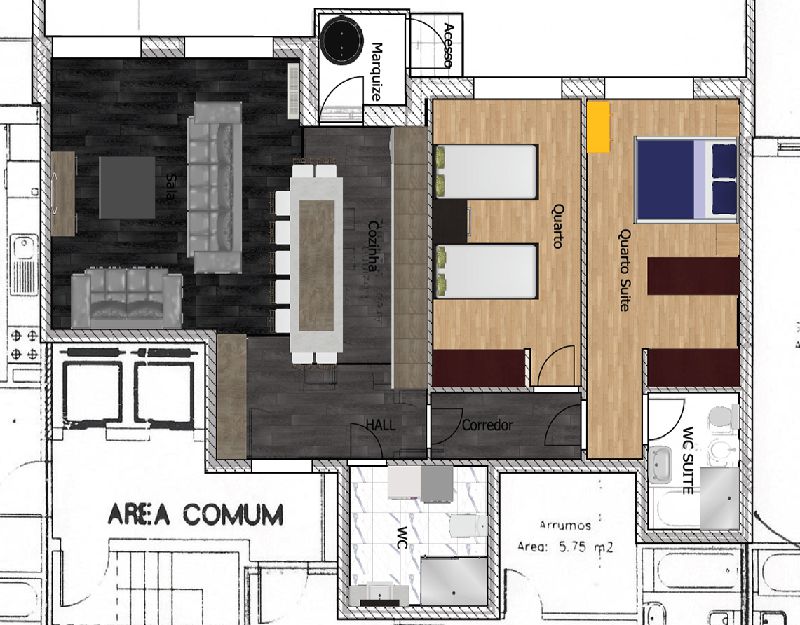 Acesso
Marquize
Sala
Cozinha
Quarto
Quarto Suite
HALL
Corredor
WC SUITE
WC
AREA COMUM
Arrumos
Area: 5.75 m2